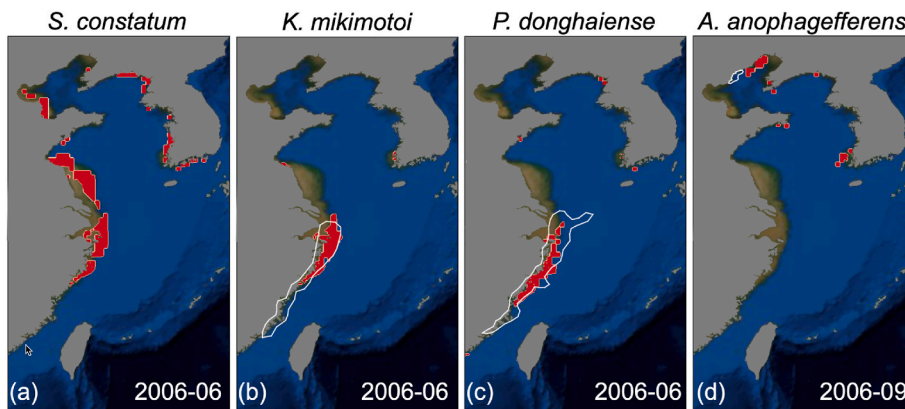 S. constatum
K. mikimotoi
P. donghaiense
A. anophagefferens
(a) 2006-06
(b) 2006-06
(c) 2006-06
(d) 2006-09